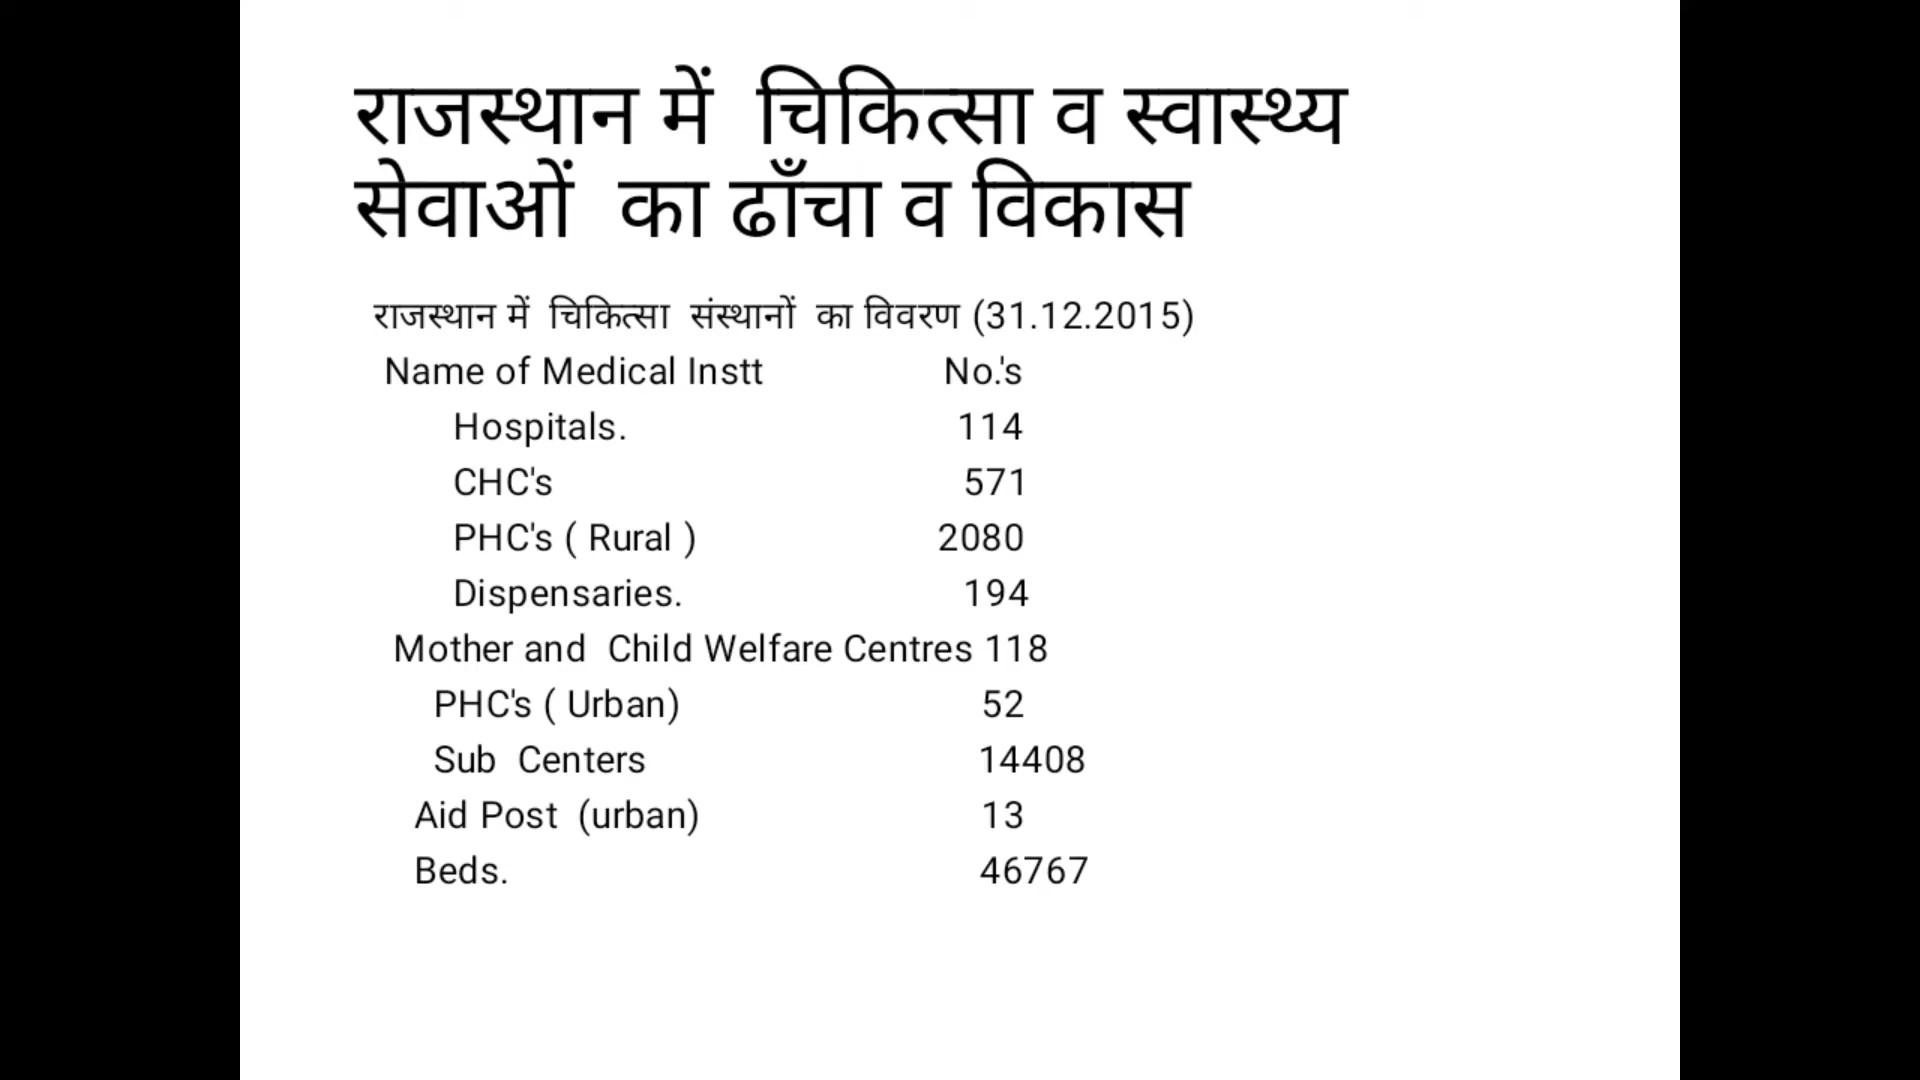 राजस्थान में चिकित्सा व स्वास्थ्य
सेवाओं का ढाँचा व विकास
राजस्थान में चिकित्सा संस्थानों का विवरण (31.12.2015)
Name of Medical Instt No.'s
Hospitals. 114
CHC's 571
PHC's ( Rural ) 2080
Dispensaries. 194
Mother and Child Welfare Centres 118
PHC's ( Urban) 52
Sub Centers 14408
Aid Post (urban) 13
Beds. 46767